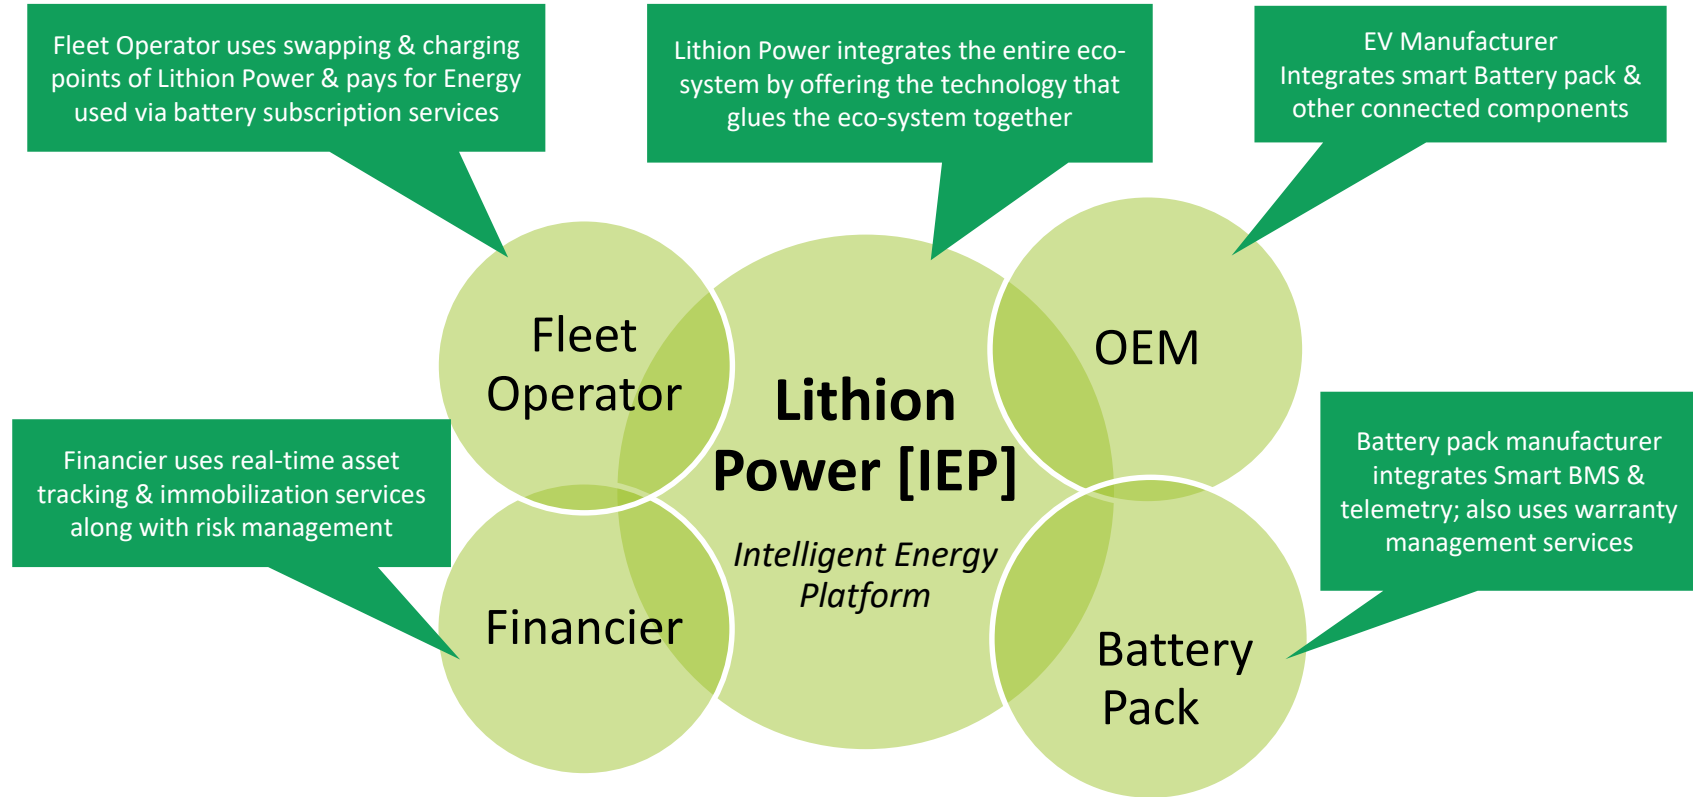 Fleet Operator uses swapping & charging
points of Lithion Power & pays for Energy
used via battery subscription services
Lithion Power integrates the entire eco-
system by offering the technology that
glues the eco-system together
EV Manufacturer
Integrates smart Battery pack &
other connected components
Fleet
Operator
Lithion
Power [IEP]
Intelligent Energy
Platform
OEM
Financier uses real-time asset
tracking & immobilization services
along with risk management
Battery pack manufacturer
integrates Smart BMS &
telemetry; also uses warranty
management services
Financier
Battery
Pack